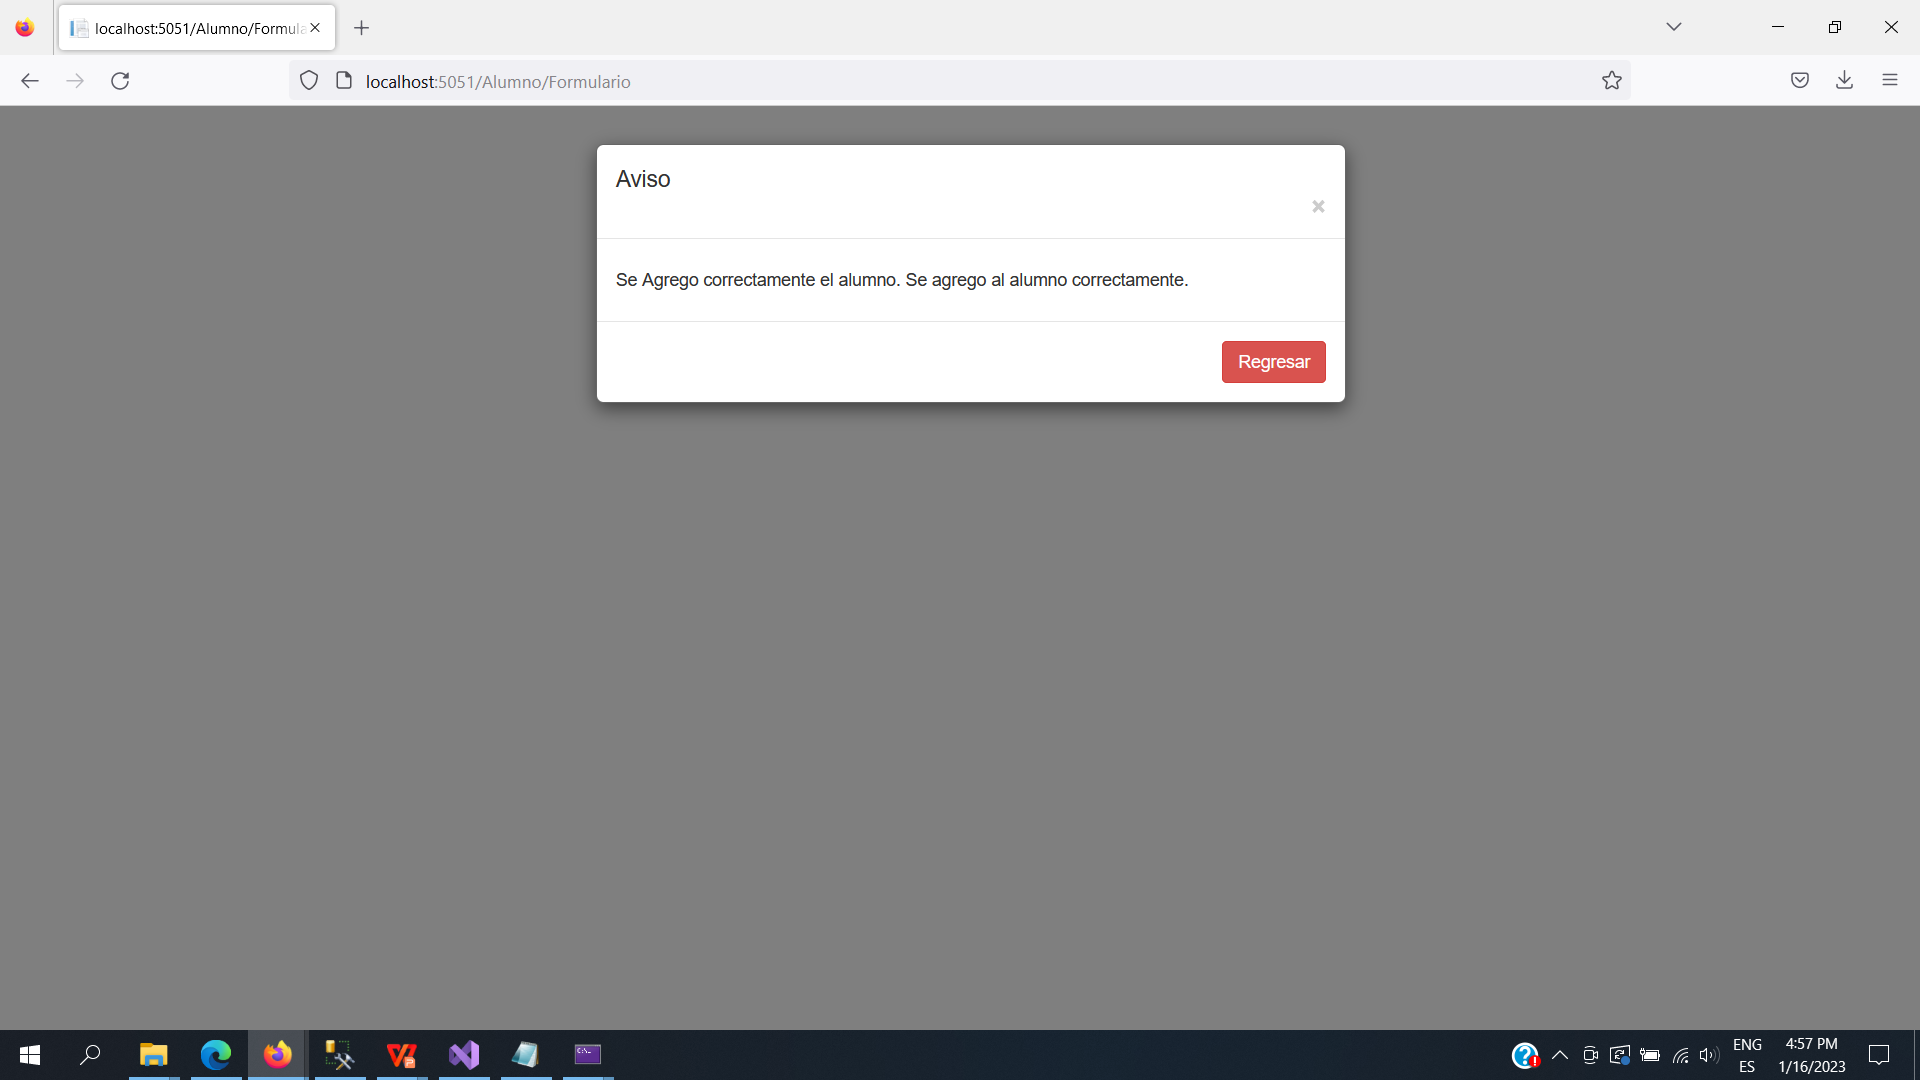 localhost:5051/Alumno/Formula
localhost:5051/Alumno/Formulario
Aviso
×
Se Agrego correctamente el alumno. Se agrego al alumno correctamente.
Regresar
ENG
ES
4:57 PM
1/16/2023